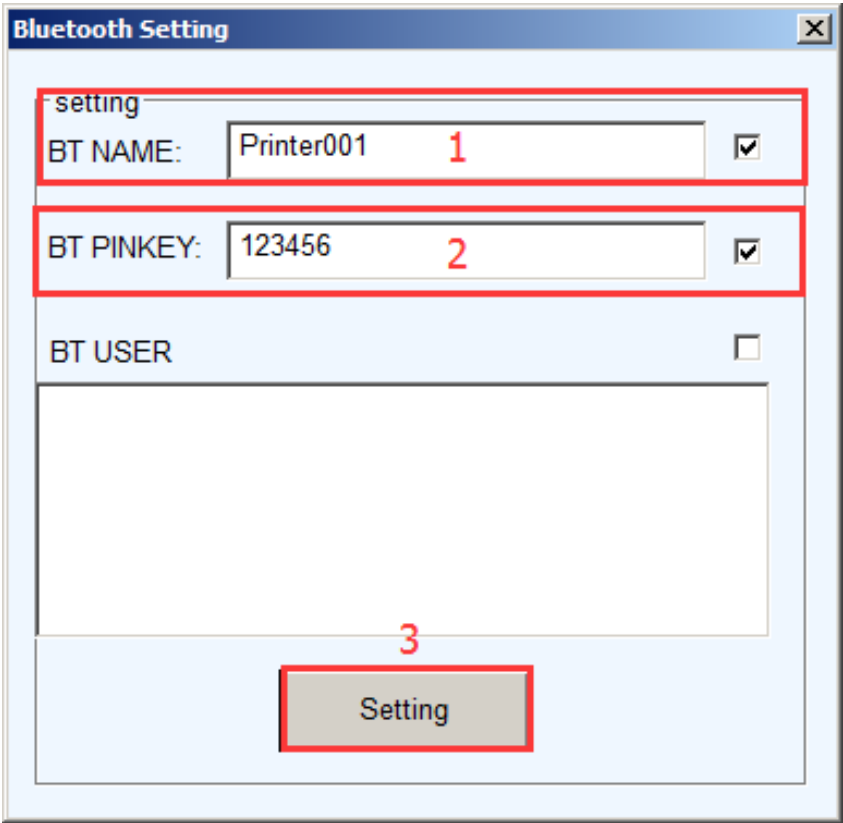 Bluetooth Setting
setting
BT NAME: Printer001 1
BT PINKEY: 123456 2
BT USER
3
Setting